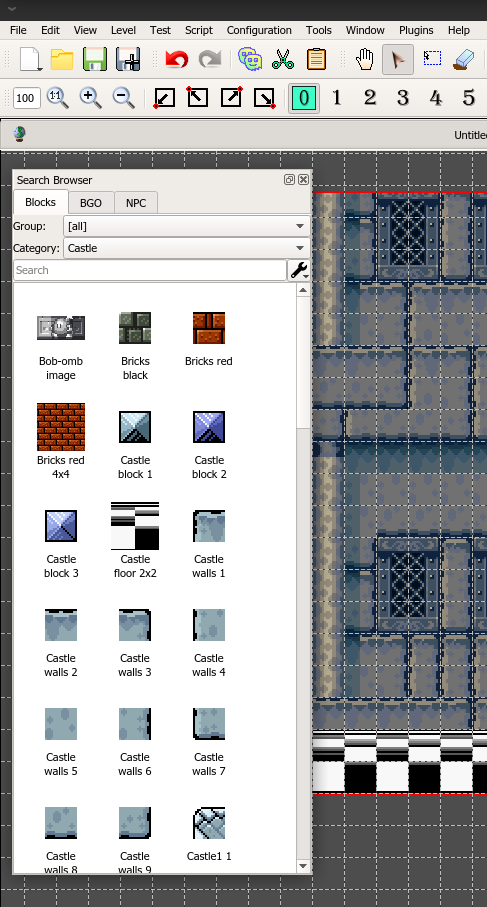 File Edit View Level Test Script Configuration Tools Window Plugins Help
100 1:1 0 1 2 3 4 5
Untitle
Search Browser
Blocks BGO NPC
Group: [all]
Category: Castle
Search
Bob-omb image
Bricks black
Bricks red
Bricks red 4x4
Castle block 1
Castle block 2
Castle block 3
Castle floor 2x2
Castle walls 1
Castle walls 2
Castle walls 3
Castle walls 4
Castle walls 5
Castle walls 6
Castle walls 7
Castle walls 8
Castle walls 9
Castle1 1